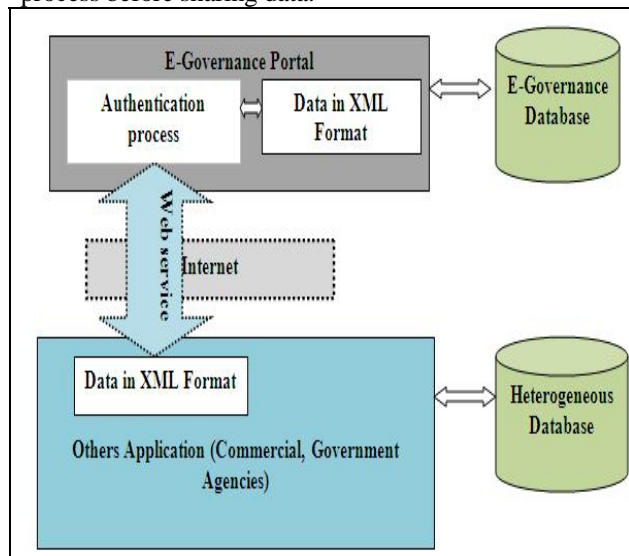 process before sharing data.
E-Governance Portal
Authentication
process
Data in XML
Format
E-Governance
Database
Web service
Internet
Data in XML Format
Others Application (Commercial, Government
Agencies)
Heterogeneous
Database